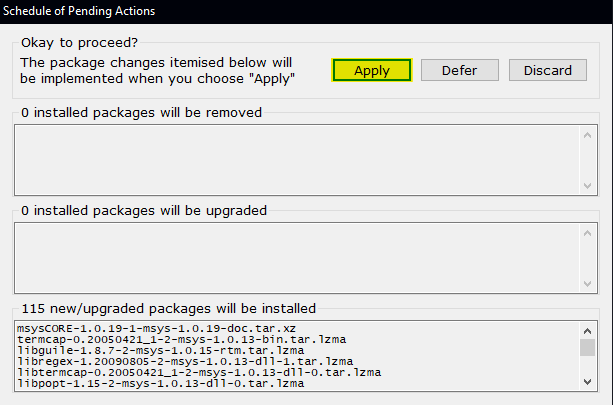 Schedule of Pending Actions
Okay to proceed?
The package changes itemised below will
be implemented when you choose "Apply"
Apply
Defer
Discard
0 installed packages will be removed
0 installed packages will be upgraded
115 new/upgraded packages will be installed
msysCORE-1.0.19-1-msys-1.0.19-doc.tar.xz
termcap-0.20050421_1-2-msys-1.0.13-bin.tar.lzma
libguile-1.8.7-2-msys-1.0.15-rtm.tar.lzma
libregex-1.20090805-2-msys-1.0.13-dll-1.tar.lzma
libtermcap-0.20050421_1-2-msys-1.0.13-dll-0.tar.lzma
libpopt-1.15-2-msys-1.0.13-dll-0.tar.lzma